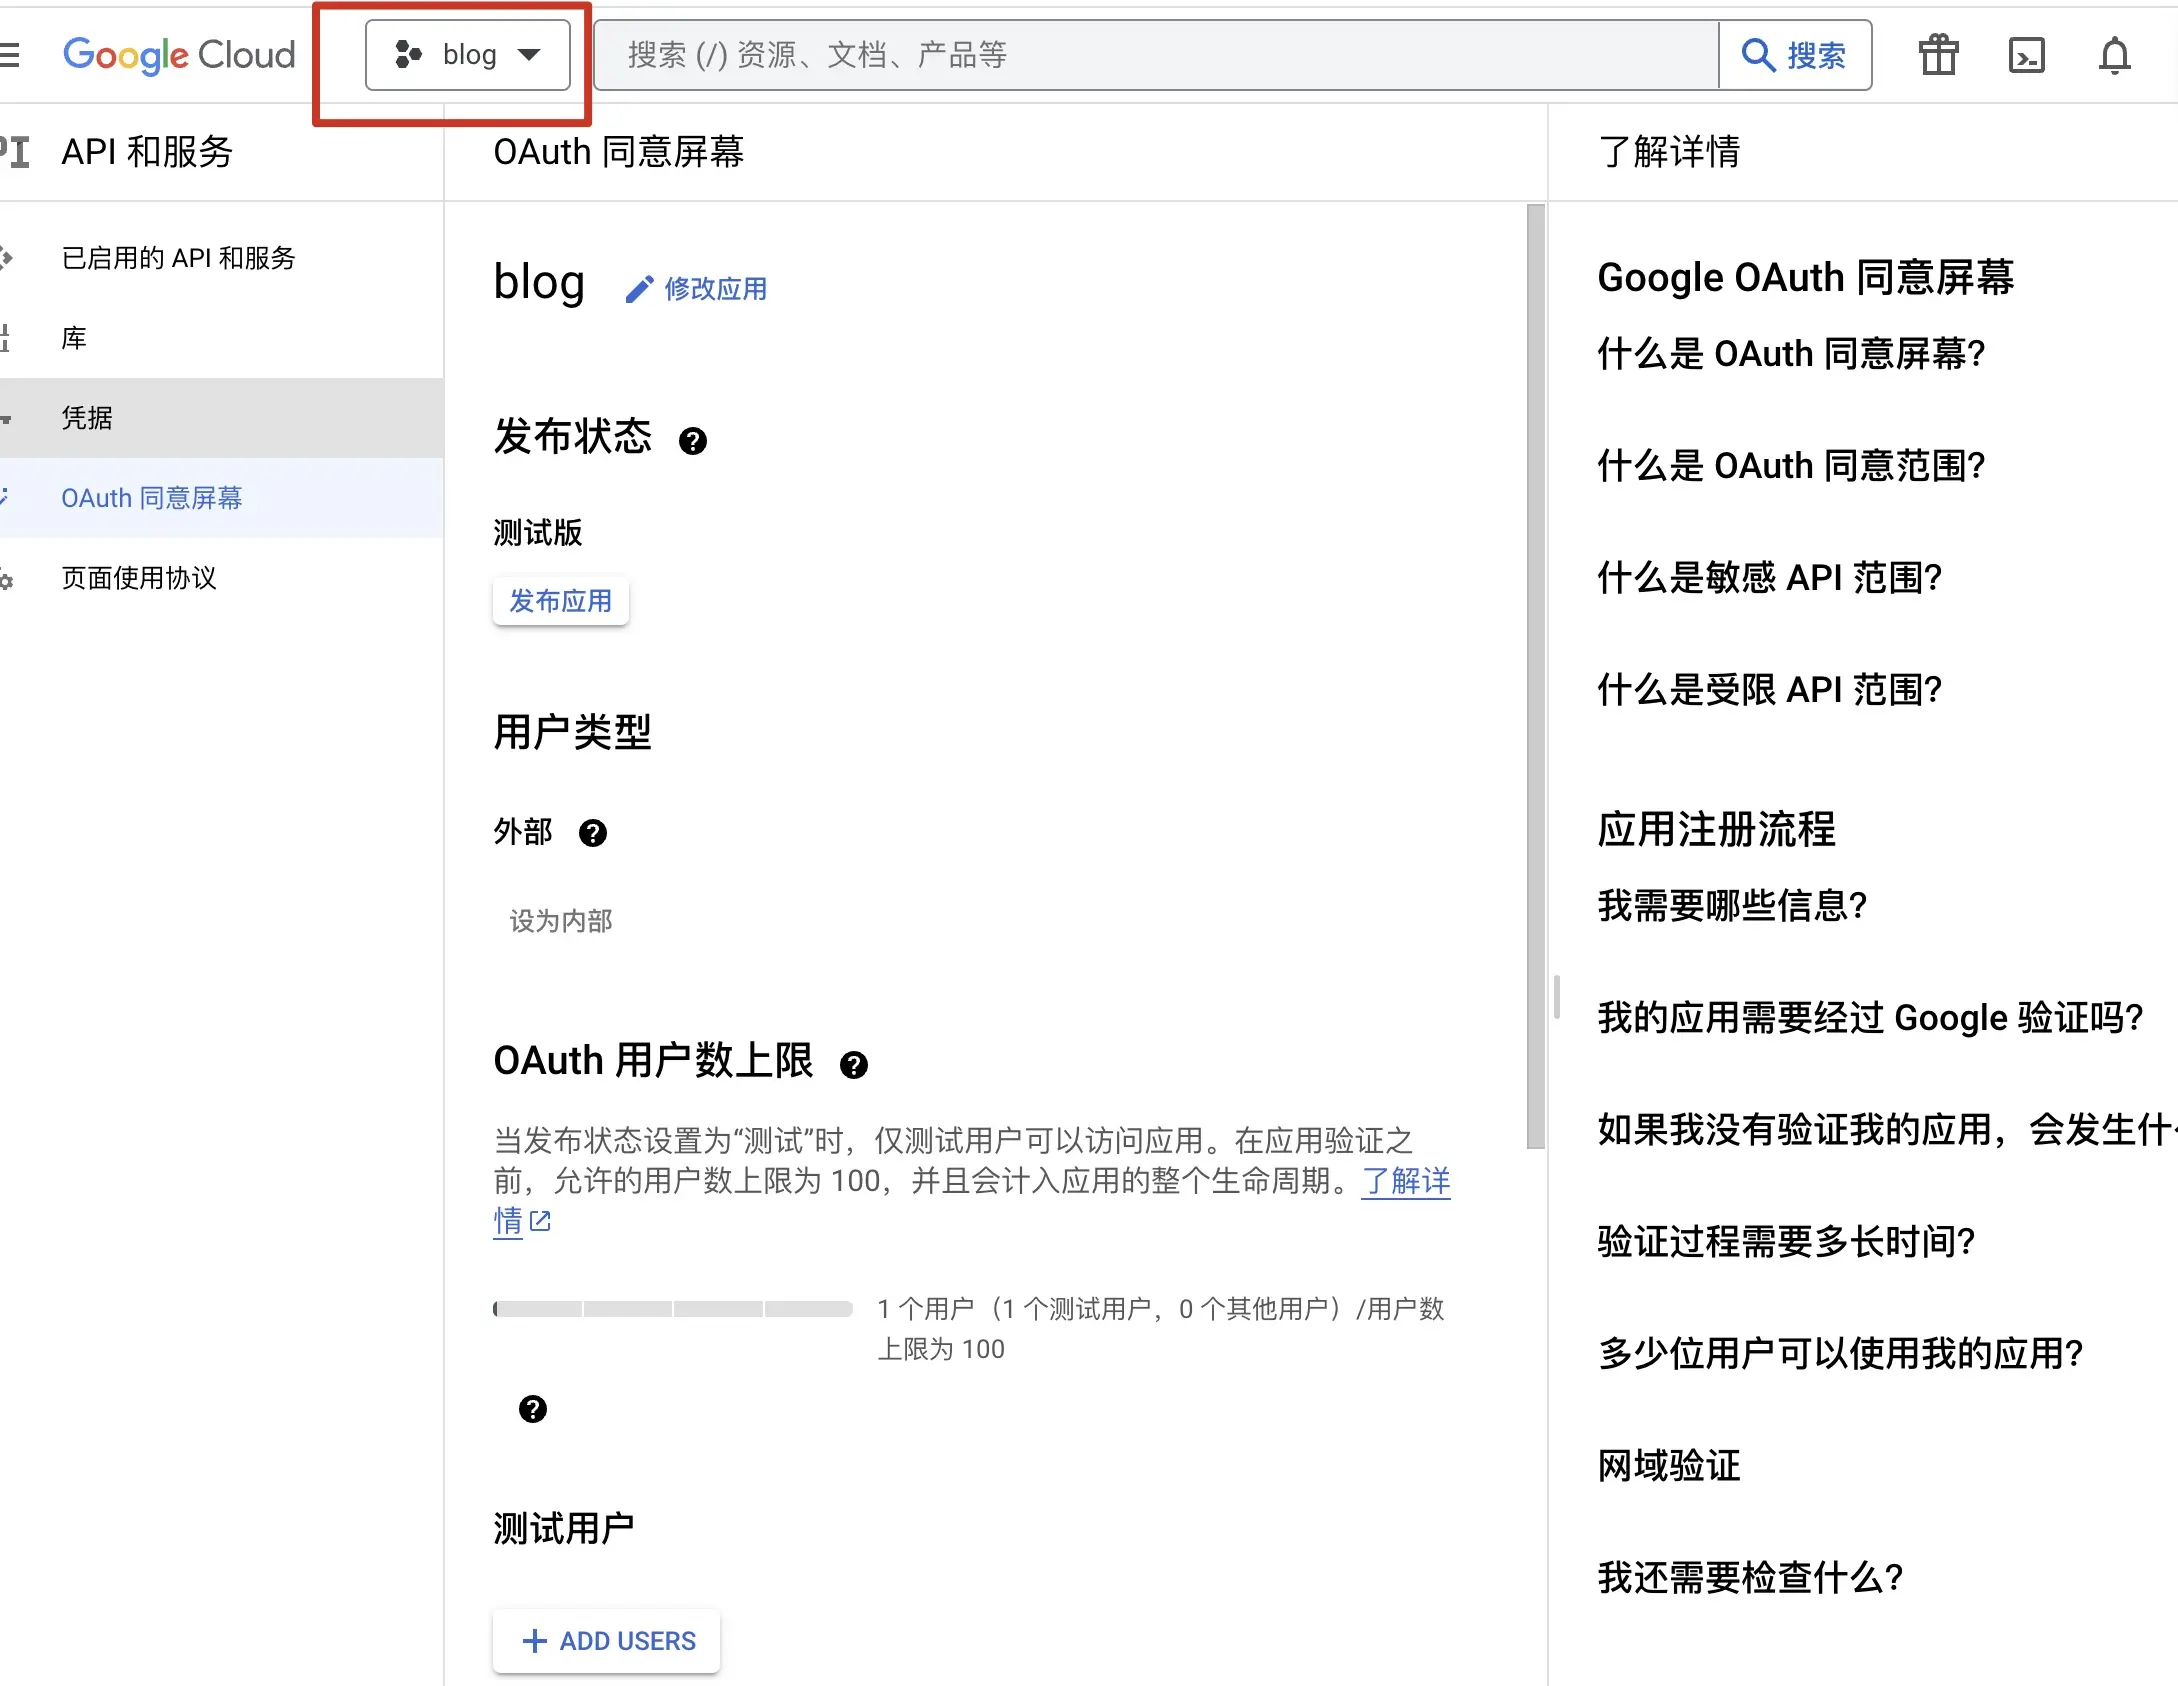 Google Cloud
blog
搜索 (/) 资源、文档、产品等
搜索
API 和服务
已启用的 API 和服务
库
凭据
OAuth 同意屏幕
页面使用协议
OAuth 同意屏幕
blog
修改应用
发布状态
测试版
发布应用
用户类型
外部
设为内部
OAuth 用户数上限
当发布状态设置为“测试”时，仅测试用户可以访问应用。在应用验证之
前，允许的用户数上限为 100，并且会计入应用的整个生命周期。了解详
情
1 个用户（1 个测试用户，0 个其他用户）/用户数
上限为 100
测试用户
ADD USERS
了解详情
Google OAuth 同意屏幕
什么是 OAuth 同意屏幕?
什么是 OAuth 同意范围?
什么是敏感 API 范围?
什么是受限 API 范围?
应用注册流程
我需要哪些信息?
我的应用需要经过 Google 验证吗?
如果我没有验证我的应用，会发生什
验证过程需要多长时间?
多少位用户可以使用我的应用?
网域验证
我还需要检查什么?